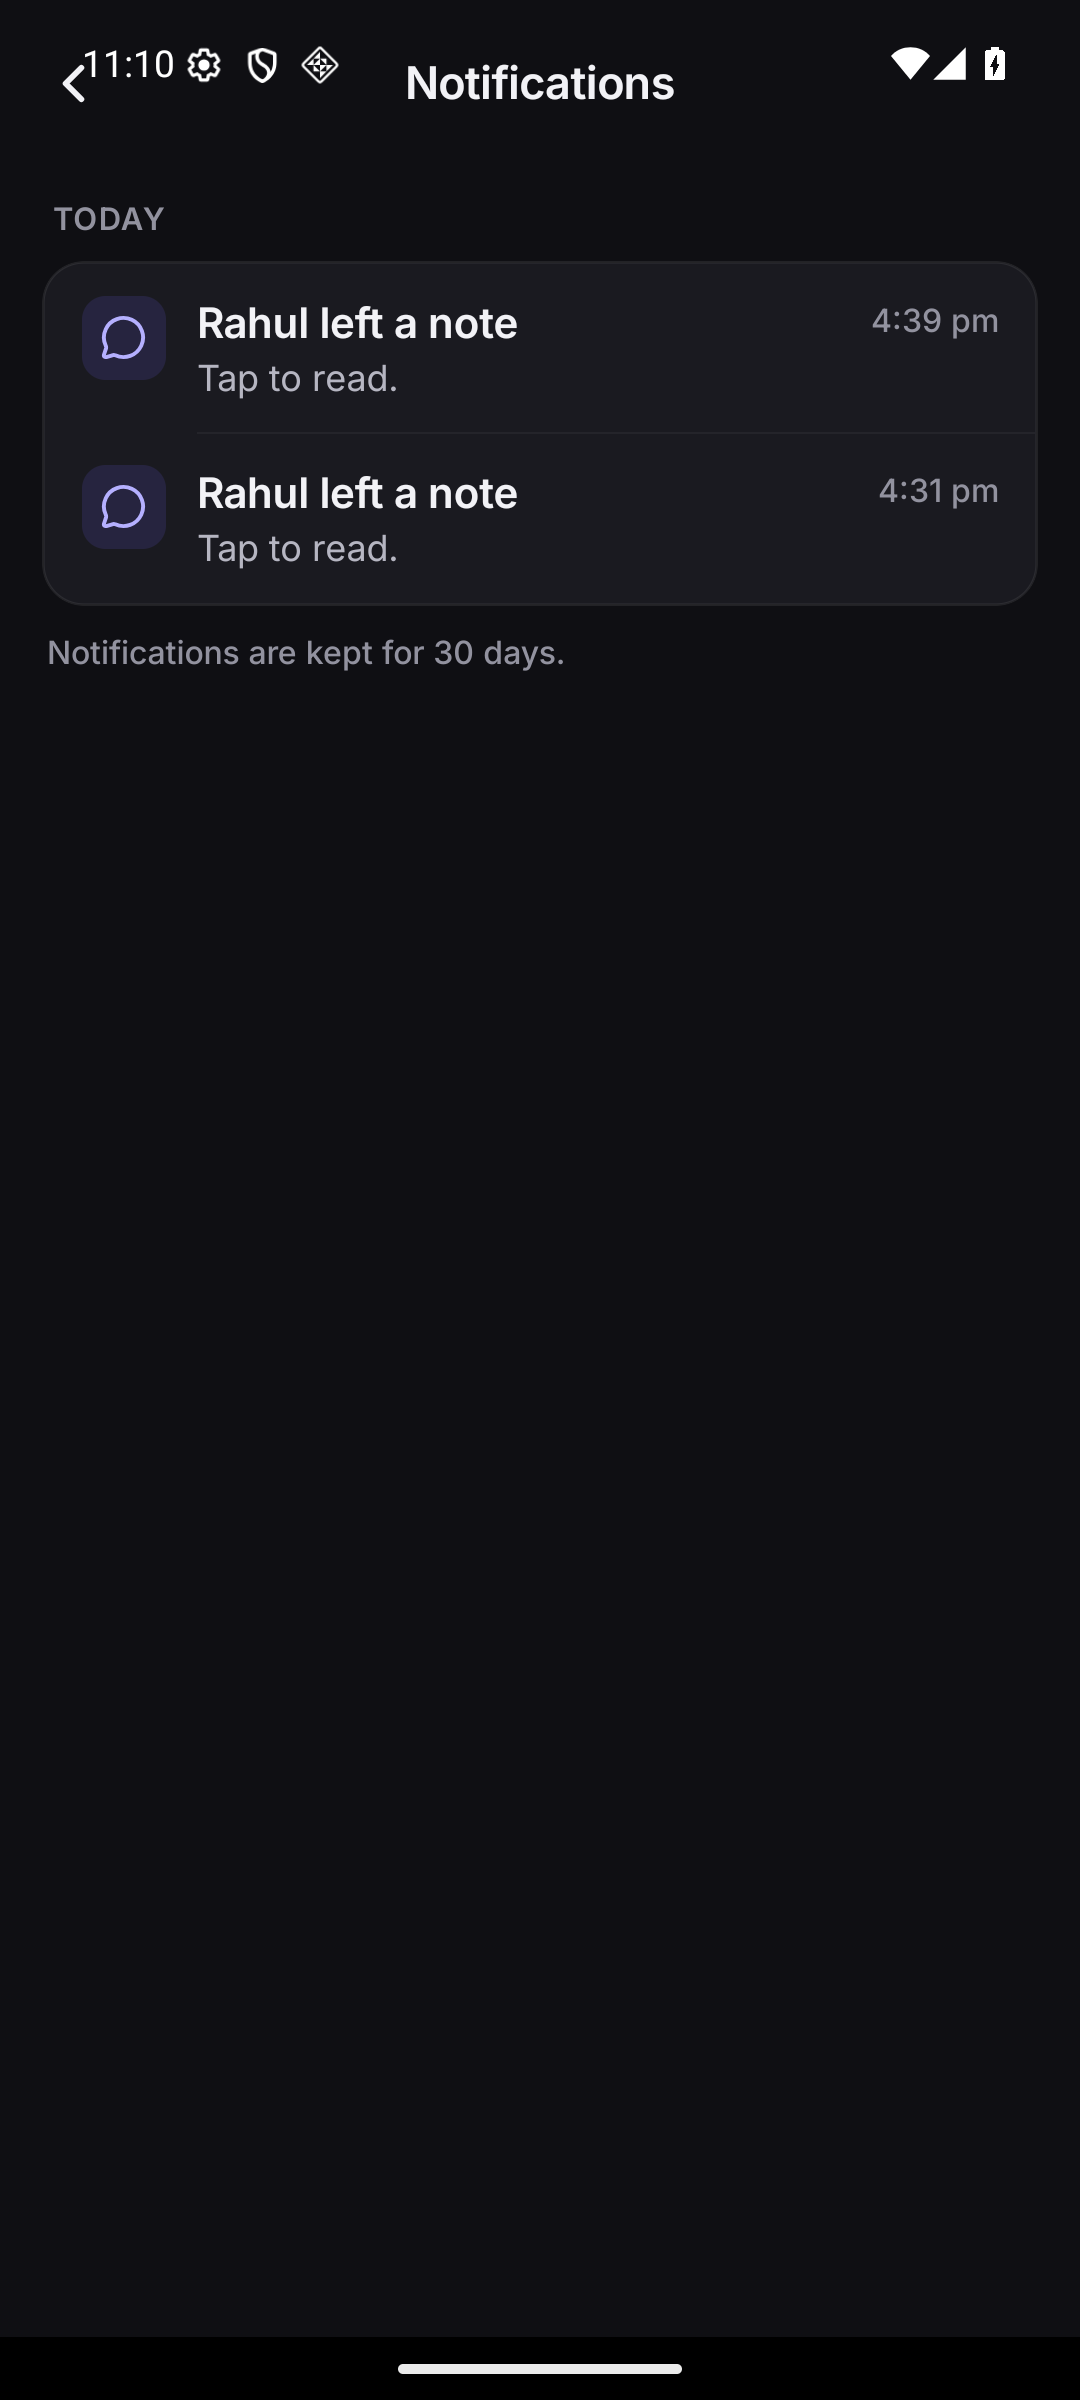 11:10
Notifications
TODAY
Rahul left a note
4:39 pm
Tap to read.
Rahul left a note
4:31 pm
Tap to read.
Notifications are kept for 30 days.